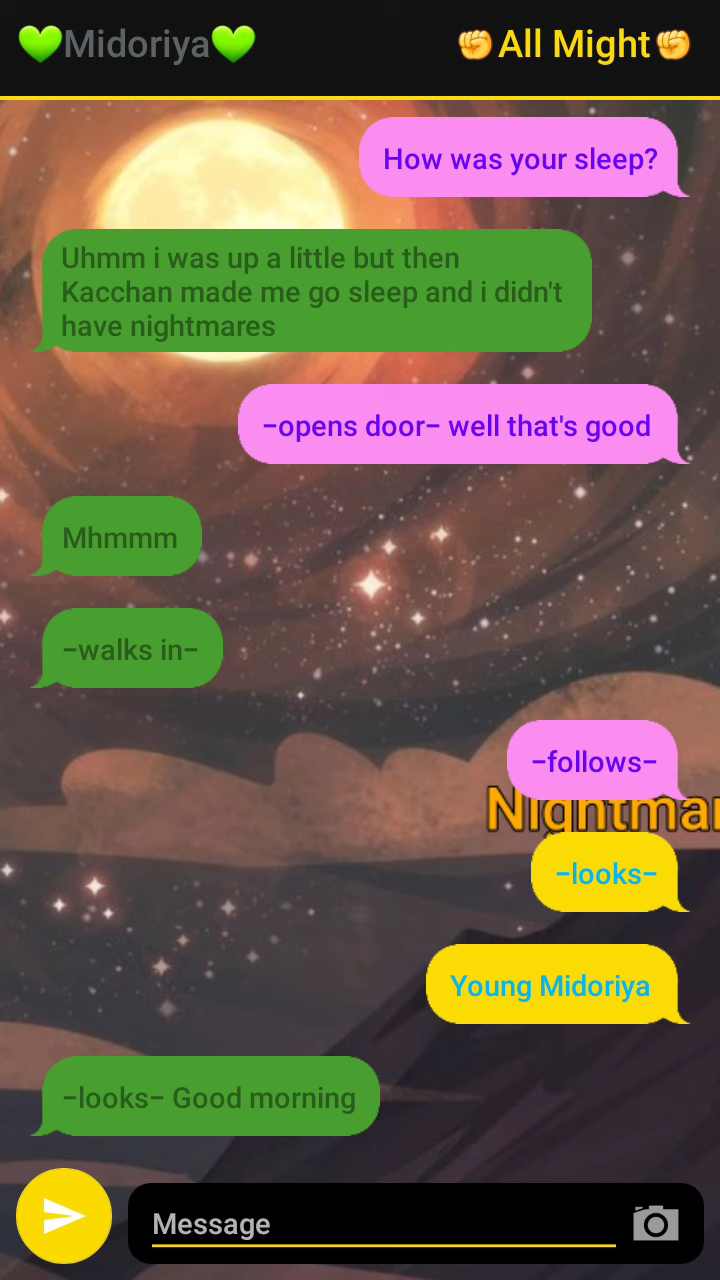 💚Midoriya💚
✊All Might✊
How was your sleep?
Uhmm i was up a little but then
Kacchan made me go sleep and i didn't
have nightmares
−opens door− well that's good
Mhmmm
−walks in−
−follows−
Nightmar
−looks−
Young Midoriya
−looks− Good morning
Message